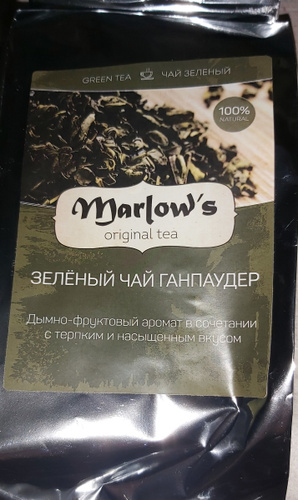 GREEN TEA ЧАЙ ЗЕЛЕНЫЙ
100%
NATURAL
Marlow's
original tea
ЗЕЛЁНЫЙ ЧАЙ ГАНПАУДЕР
Дымно-фруктовый аромат в сочетании
с терпким и насыщенным вкусом